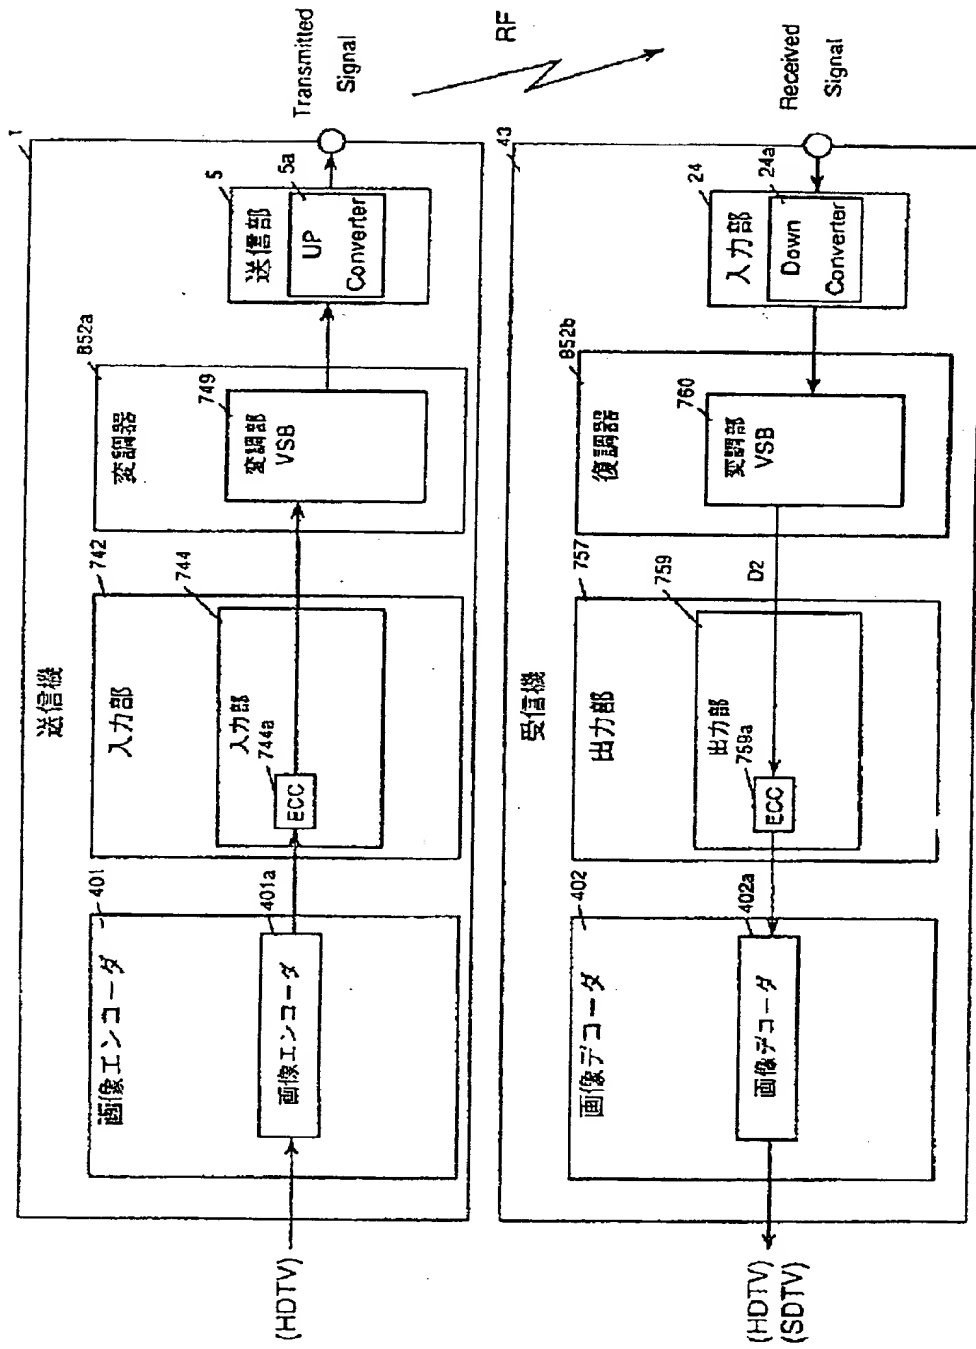 (HDTV)
送信機
1
画像エンコーダ
401
画像エンコーダ
401a
入力部
742
入力部
744
ECC
744a
変調器
852a
変調部
VSB
749
送信部
5
UP
Converter
5a
Transmitted
Signal
RF
(HDTV)
(SDTV)
受信機
43
画像デコーダ
402
画像デコーダ
402a
出力部
757
出力部
759
ECC
759a
D2
復調器
852b
変調部
VSB
760
入力部
24
Down
Converter
24a
Received
Signal